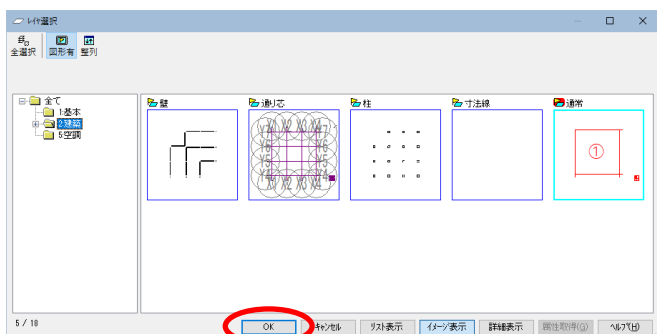 レイヤ選択
全選択 図形有 整列
全て
1:基本
2:建築
5:空調
壁 通り芯 柱 寸法線 通常
①
5 / 18
OK キャンセル リスト表示 イメージ表示 詳細表示 属性取得(G) ヘルプ(H)